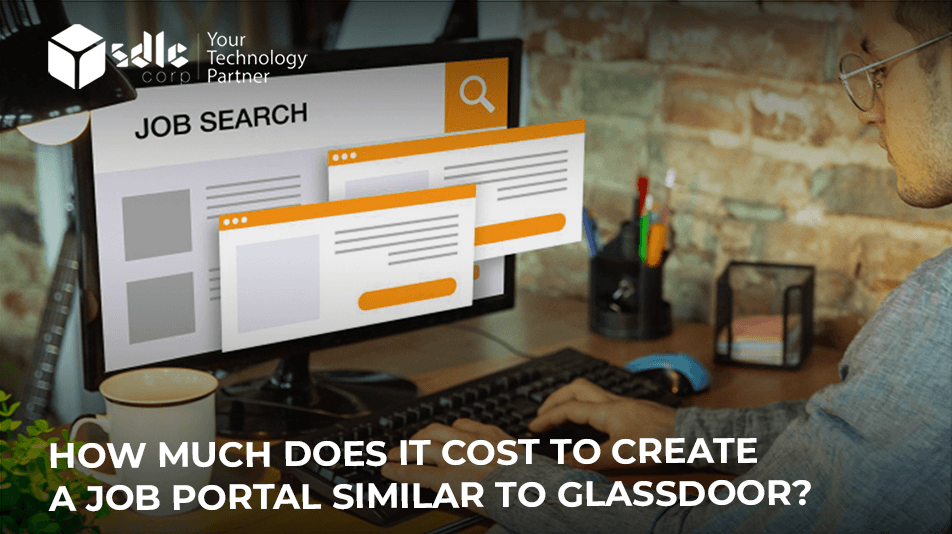 sdlc
corp
Your
Technology
Partner
JOB SEARCH
HOW MUCH DOES IT COST TO CREATE
A JOB PORTAL SIMILAR TO GLASSDOOR?